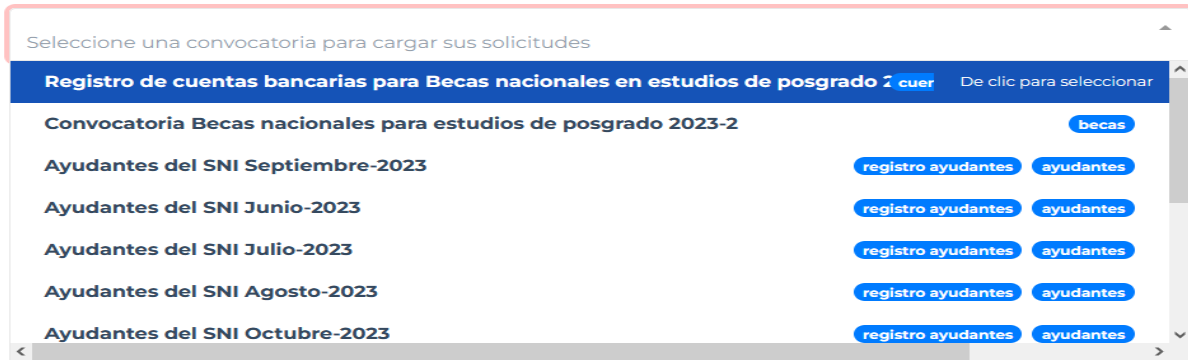 Seleccione una convocatoria para cargar sus solicitudes
Registro de cuentas bancarias para Becas nacionales en estudios de posgrado De clic para seleccionar
Convocatoria Becas nacionales para estudios de posgrado 2023-2 becas
Ayudantes del SNI Septiembre-2023 registro ayudantes ayudantes
Ayudantes del SNI Junio-2023 registro ayudantes ayudantes
Ayudantes del SNI Julio-2023 registro ayudantes ayudantes
Ayudantes del SNI Agosto-2023 registro ayudantes ayudantes
Ayudantes del SNI Octubre-2023 registro ayudantes ayudantes